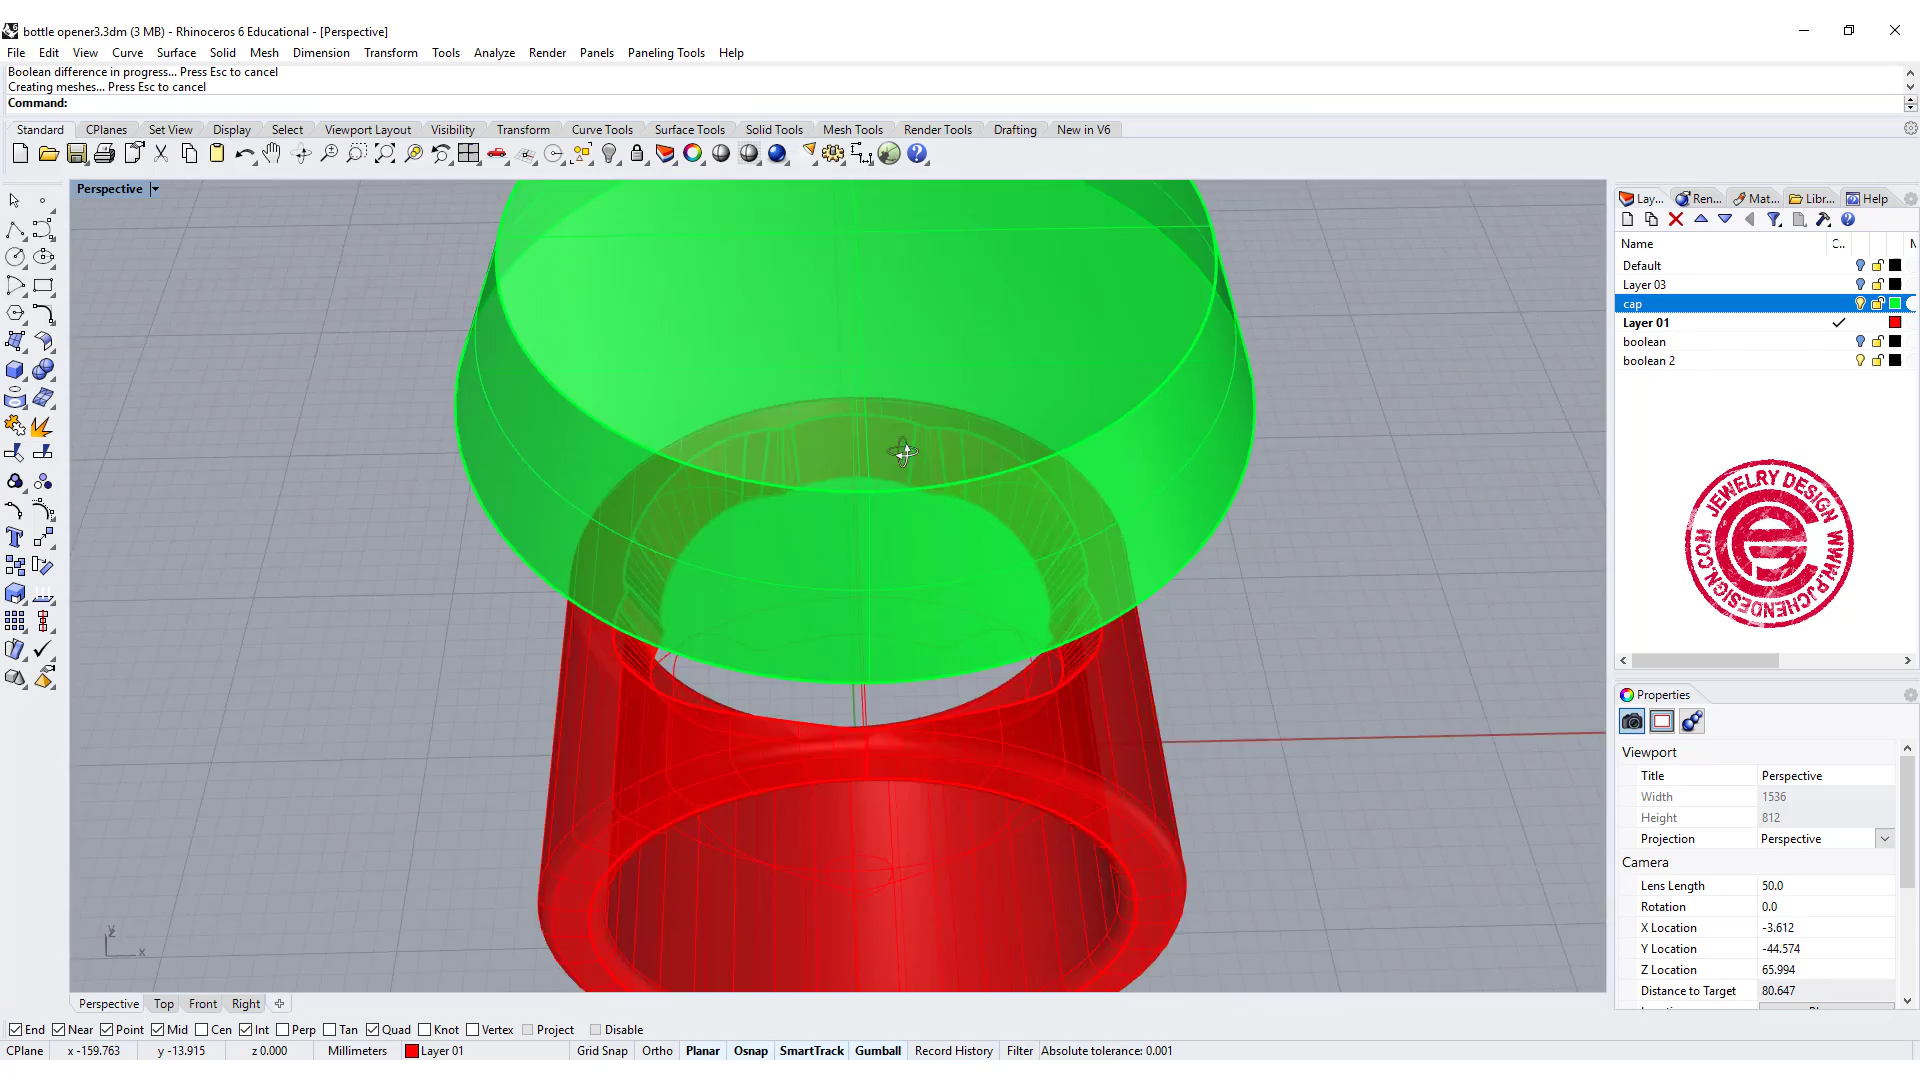 bottle opener3.3dm (3 MB) - Rhinoceros 6 Educational - [Perspective]
File Edit View Curve Surface Solid Mesh Dimension Transform Tools Analyze Render Panels Paneling Tools Help
Boolean difference in progress... Press Esc to cancel
Creating meshes... Press Esc to cancel
Command:
Standard CPlanes Set View Display Select Viewport Layout Visibility Transform Curve Tools Surface Tools Solid Tools Mesh Tools Render Tools Drafting New in V6
Perspective
Lay... Ren... Mat... Libr... Help
Name C.. M
Default
Layer 03
cap
Layer 01
boolean
boolean 2
JEWELRY DESIGN WWW.PJCHENDESIGN.COM
Properties
Viewport
Title Perspective
Width 1536
Height 812
Projection Perspective
Camera
Lens Length 50.0
Rotation 0.0
X Location -3.612
Y Location -44.574
Z Location 65.994
Distance to Target 80.647
y
z
x
Perspective Top Front Right
End Near Point Mid Cen Int Perp Tan Quad Knot Vertex Project Disable
CPlane x -159.763 y -13.915 z 0.000 Millimeters Layer 01 Grid Snap Ortho Planar Osnap SmartTrack Gumball Record History Filter Absolute tolerance: 0.001